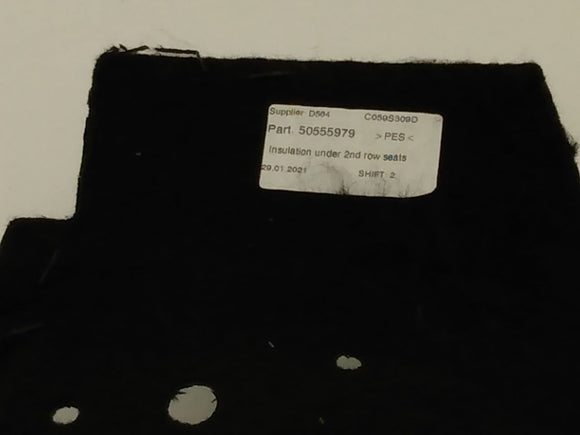 Supplier D564 C059S309D
Part 50555979 >PES<
Insulation under 2nd row seats
29.01.2021 SHIFT 2